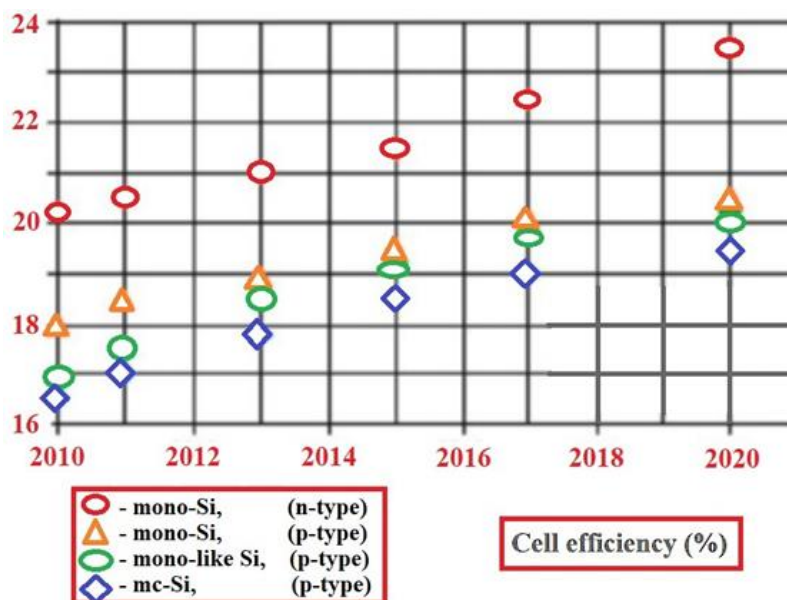 24
22
20
18
16
2010 2012 2014 2016 2018 2020
- mono-Si, (n-type)
- mono-Si, (p-type)
- mono-like Si, (p-type)
- mc-Si, (p-type)
Cell efficiency (%)